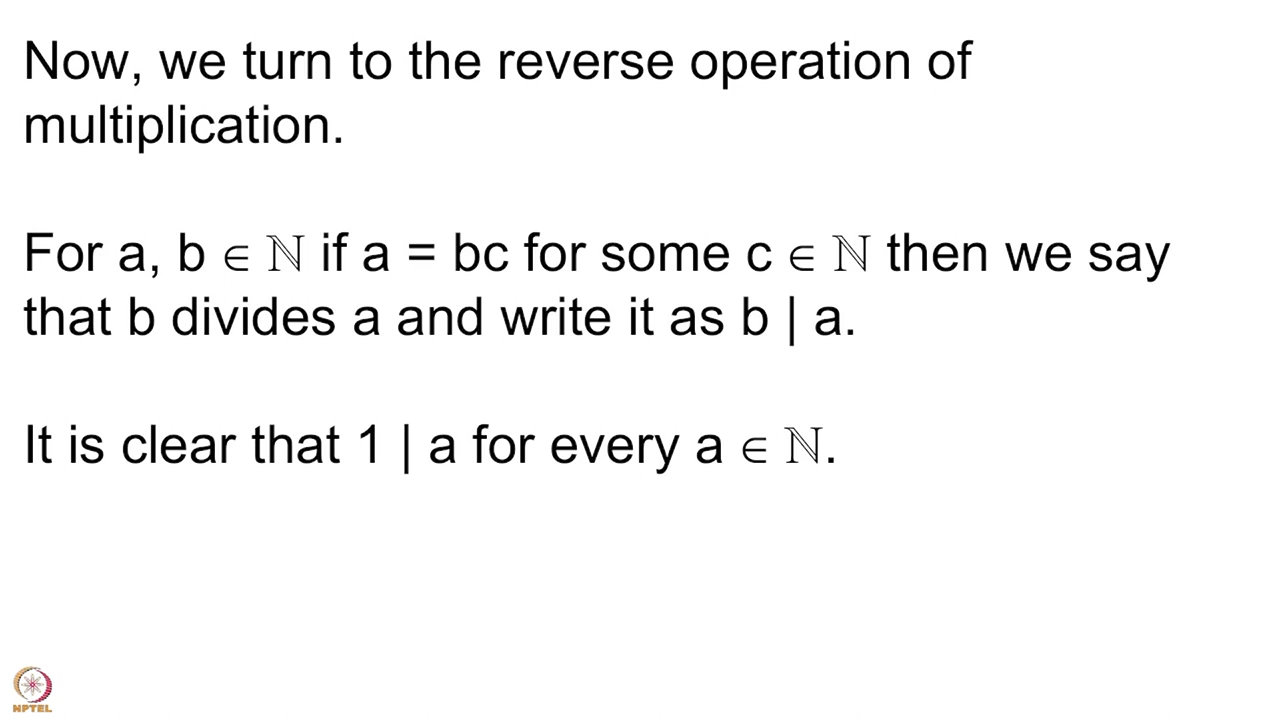 Now, we turn to the reverse operation of
multiplication.
For a, b ∈ ℕ if a = bc for some c ∈ ℕ then we say
that b divides a and write it as b | a.
It is clear that 1 | a for every a ∈ ℕ.
NPTEL